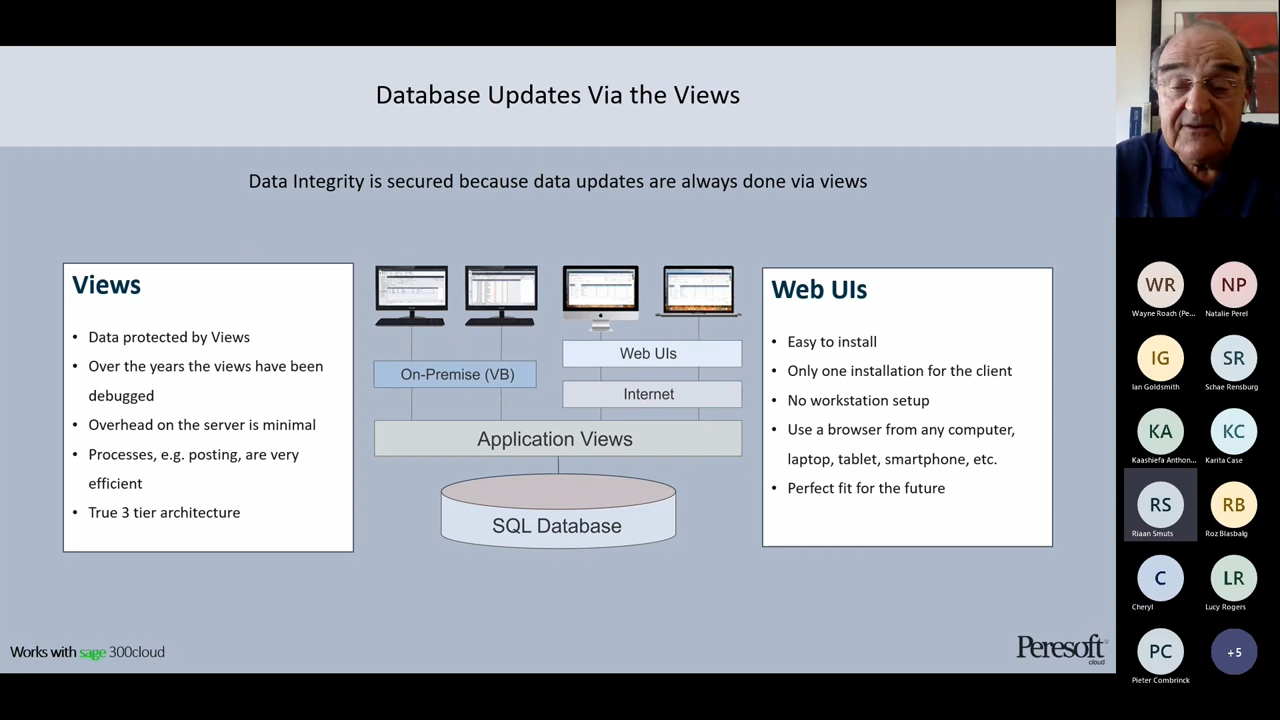 Database Updates Via the Views
Data Integrity is secured because data updates are always done via views
Views
• Data protected by Views
• Over the years the views have been
debugged
• Overhead on the server is minimal
• Processes, e.g. posting, are very
efficient
• True 3 tier architecture
On-Premise (VB)
Web UIs
Internet
Application Views
SQL Database
Web UIs
• Easy to install
• Only one installation for the client
• No workstation setup
• Use a browser from any computer,
laptop, tablet, smartphone, etc.
• Perfect fit for the future
Works with sage 300cloud
Peresoft
cloud
WR
Wayne Roach (Pe...
NP
Natalie Perel
IG
Ian Goldsmith
SR
Schae Rensburg
KA
Kaashiefa Anthon...
KC
Karita Case
RS
Riaan Smuts
RB
Roz Blasbalg
C
Cheryl
LR
Lucy Rogers
PC
Pieter Combrinck
+5